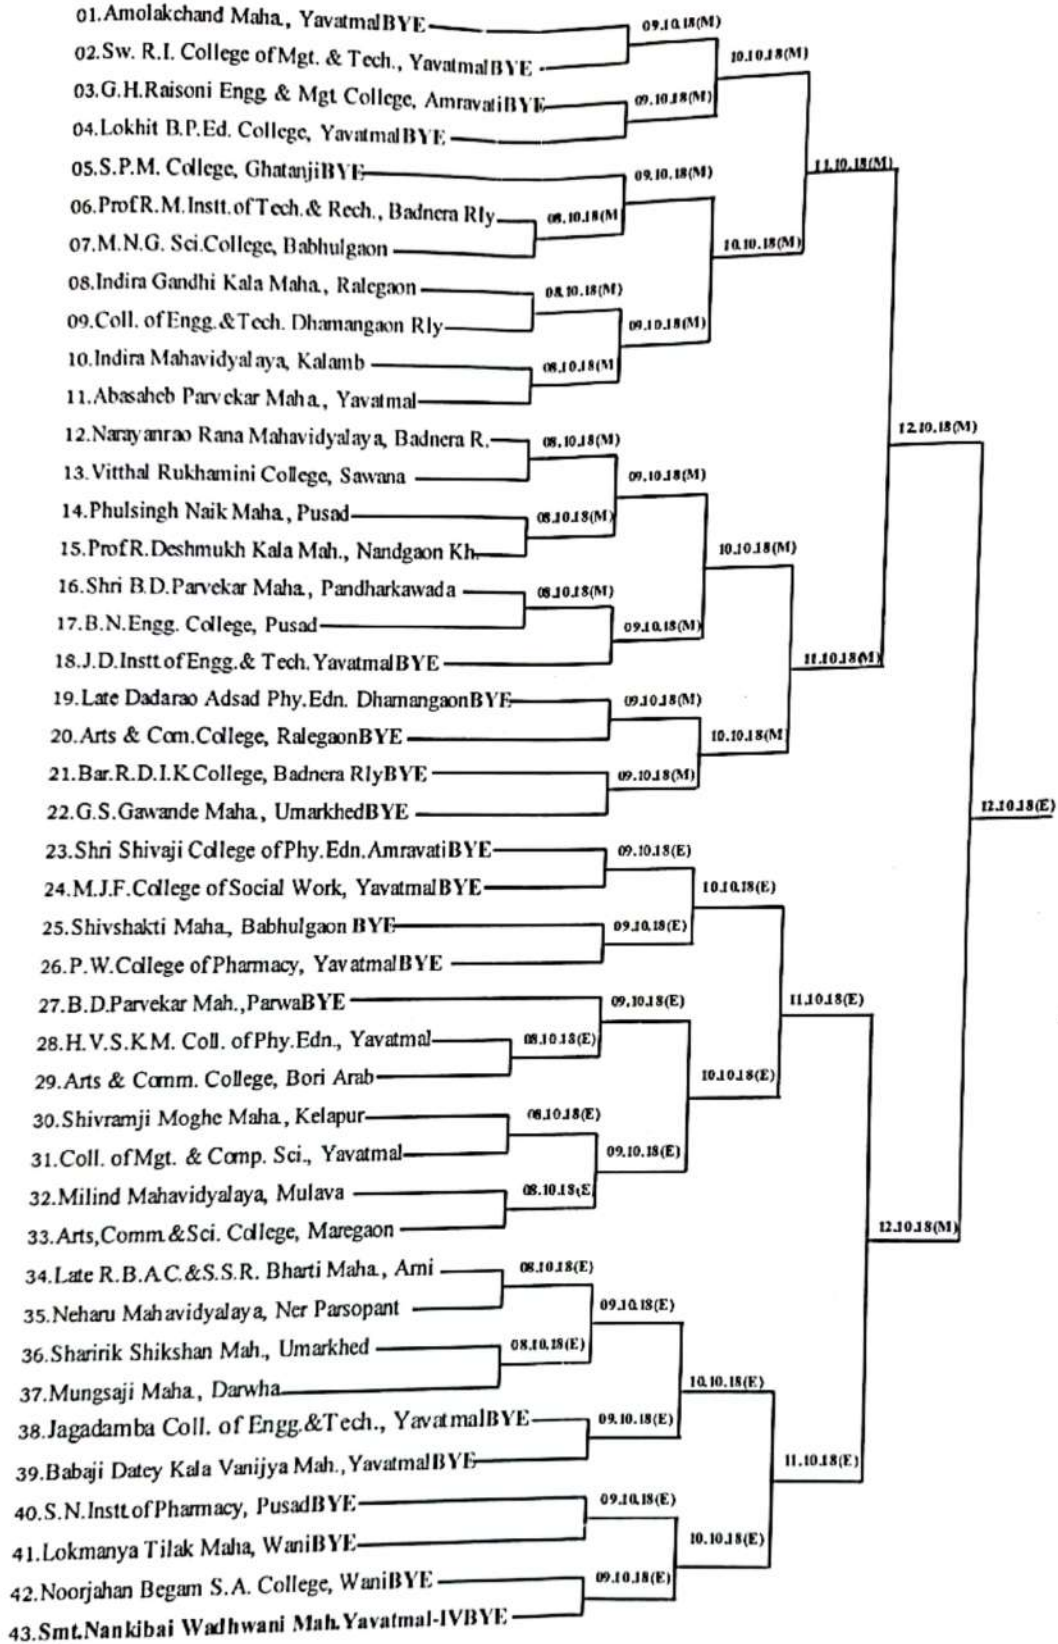 01.Amolakchand Maha., YavatmalBYE
09.10.18(M)
02.Sw. R.I. College of Mgt. & Tech., YavatmalBYE
10.10.18(M)
03.G.H.Raisoni Engg & Mgt College, AmravatiBYE
09.10.18(M)
04.Lokhit B.P.Ed. College, YavatmalBYE
11.10.18(M)
05.S.P.M. College, GhatanjiBYE
09.10.18(M)
06.Prof.R.M.Instt.of Tech.& Rech., Badnera Rly
08.10.18(M
07.M.N.G. Sci.College, Babhulgaon
10.10.18(M)
08.Indira Gandhi Kala Maha., Ralegaon
08.10.18(M)
09.Coll. of Engg.&Tech. Dhamangaon Rly
09.10.18(M)
10.Indira Mahavidyalaya, Kalamb
08.10.18(M
11.Abasaheb Parvekar Maha., Yavatmal
12.Narayanrao Rana Mahavidyalaya, Badnera R.
08.10.18(M)
12.10.18(M)
13.Vitthal Rukhamini College, Sawana
09.10.18(M)
14.Phulsingh Naik Maha., Pusad
08.10.18(M)
15.Prof.R.Deshmukh Kala Mah., Nandgaon Kh.
10.10.18(M)
16.Shri B.D.Parvekar Maha., Pandharkawada
08.10.18(M)
17.B.N.Engg. College, Pusad
09.10.18(M)
18.J.D.Instt.of Engg.& Tech. YavatmalBYE
11.10.18(M)
19.Late Dadarao Adsad Phy.Edn. DhamangaonBYE
09.10.18(M)
20.Arts & Com.College, RalegaonBYE
10.10.18(M
21.Bar.R.D.I.K.College, Badnera RlyBYE
09.10.18(M)
22.G.S.Gawande Maha., UmarkhedBYE
12.10.18(E)
23.Shri Shivaji College of Phy.Edn.AmravatiBYE
09.10.18(E)
24.M.J.F.College of Social Work, YavatmalBYE
10.10.18(E)
25.Shivshakti Maha., Babhulgaon BYE
09.10.18(E)
26.P.W.College of Pharmacy, YavatmalBYE
27.B.D.Parvekar Mah.,ParwaBYE
09.10.18(E)
11.10.18(E)
28.H.V.S.K.M. Coll. of Phy.Edn., Yavatmal
08.10.18(E)
29.Arts & Comm. College, Bori Arab
10.10.18(E)
30.Shivramji Moghe Maha., Kelapur
08.10.18(E)
31.Coll. of Mgt. & Comp. Sci., Yavatmal
09.10.18(E)
32.Milind Mahavidyalaya, Mulava
08.10.18(E
33.Arts,Comm.&Sci. College, Maregaon
12.10.18(M)
34.Late R.B.A.C.&S.S.R. Bharti Maha., Arni
08.10.18(E)
35.Neharu Mahavidyalaya, Ner Parsopant
09.10.18(E)
36.Sharirik Shikshan Mah., Umarkhed
08.10.18(E)
37.Mungsaji Maha., Darwha
10.10.18(E)
38.Jagadamba Coll. of Engg.&Tech., YavatmalBYE
09.10.18(E)
39.Babaji Datey Kala Vanijya Mah.,YavatmalBYE
11.10.18(E)
40.S.N.Instt.of Pharmacy, PusadBYE
09.10.18(E)
41.Lokmanya Tilak Maha, WaniBYE
10.10.18(E)
42.Noorjahan Begam S.A. College, WaniBYE
09.10.18(E)
43.Smt.Nankibai Wadhwani Mah.Yavatmal-IVBYE